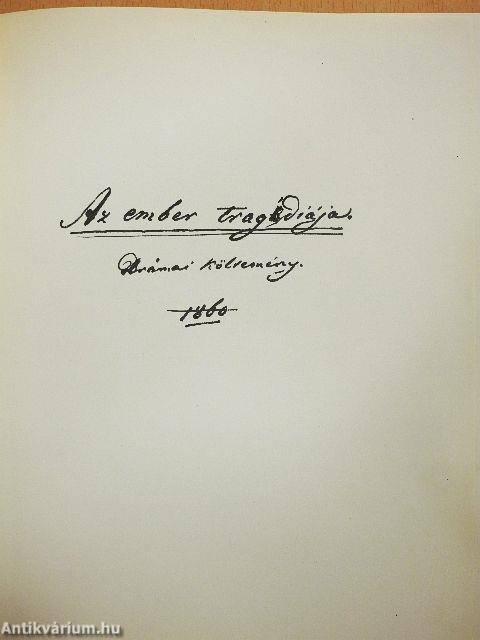 Az ember tragédiája.
Drámai költemény.
1860
Antikvárium.hu